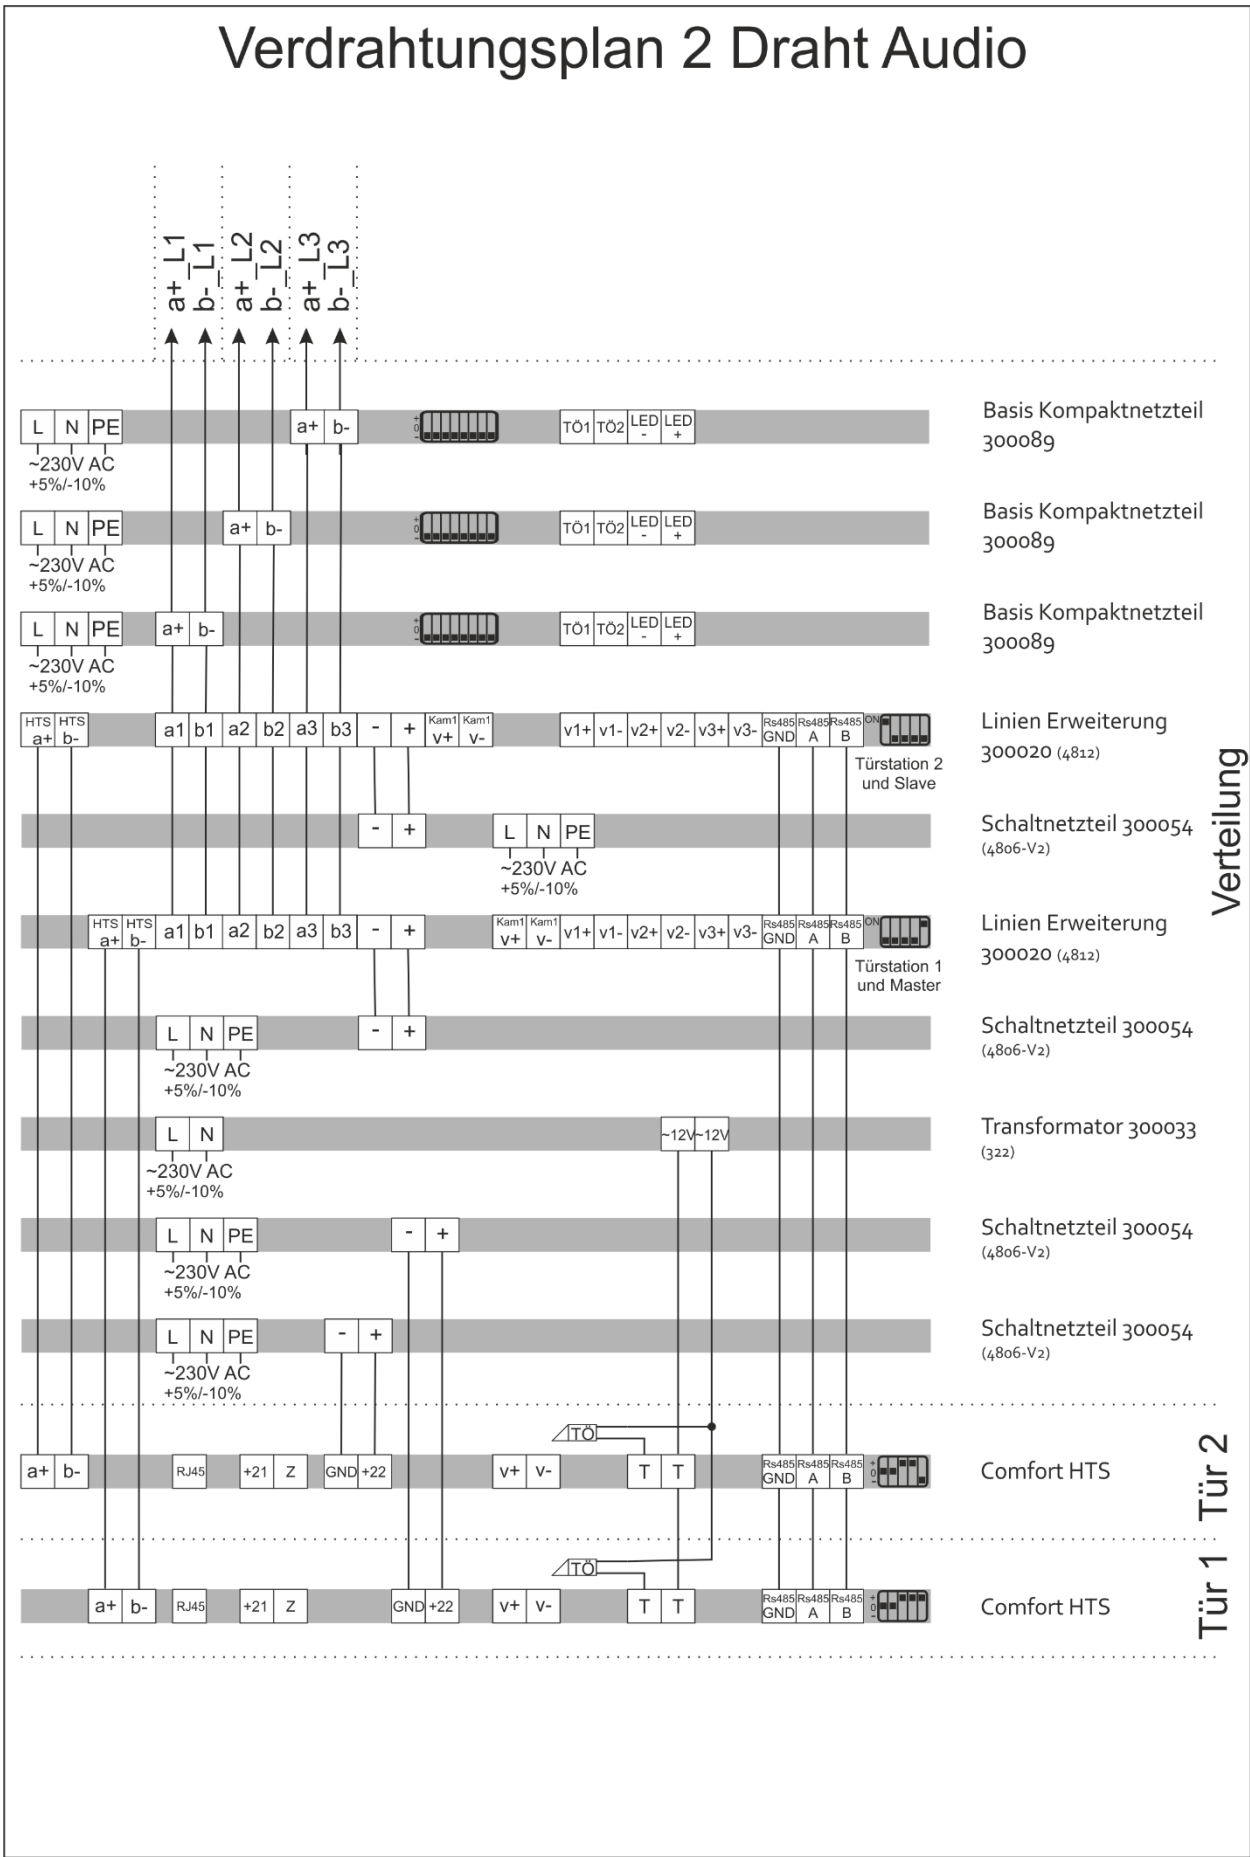 Verdrahtungsplan 2 Draht Audio
a+_L1
b-_L1
a+_L2
b-_L2
a+_L3
b-_L3
L N PE a+ b- + 0 - TÖ1 TÖ2 LED - LED + Basis Kompaktnetzteil
300089
~230V AC
+5%/-10%
L N PE a+ b- + 0 - TÖ1 TÖ2 LED - LED + Basis Kompaktnetzteil
300089
~230V AC
+5%/-10%
L N PE a+ b- + 0 - TÖ1 TÖ2 LED - LED + Basis Kompaktnetzteil
300089
~230V AC
+5%/-10%
HTS a+ HTS b- a1 b1 a2 b2 a3 b3 - + Kam1 v+ Kam1 v- v1+ v1- v2+ v2- v3+ v3- Rs485 GND Rs485 A Rs485 B ON Linien Erweiterung
300020 (4812)
Türstation 2
und Slave
Verteilung
- + L N PE Schaltnetzteil 300054
(4806-V2)
~230V AC
+5%/-10%
HTS a+ HTS b- a1 b1 a2 b2 a3 b3 - + Kam1 v+ Kam1 v- v1+ v1- v2+ v2- v3+ v3- Rs485 GND Rs485 A Rs485 B ON Linien Erweiterung
300020 (4812)
Türstation 1
und Master
L N PE - + Schaltnetzteil 300054
(4806-V2)
~230V AC
+5%/-10%
L N ~12V ~12V Transformator 300033
(322)
~230V AC
+5%/-10%
L N PE - + Schaltnetzteil 300054
(4806-V2)
~230V AC
+5%/-10%
L N PE - + Schaltnetzteil 300054
(4806-V2)
~230V AC
+5%/-10%
TÖ
a+ b- RJ45 +21 Z GND +22 v+ v- T T Rs485 GND Rs485 A Rs485 B + 0 - Comfort HTS
Tür 2
TÖ
a+ b- RJ45 +21 Z GND +22 v+ v- T T Rs485 GND Rs485 A Rs485 B + 0 - Comfort HTS
Tür 1